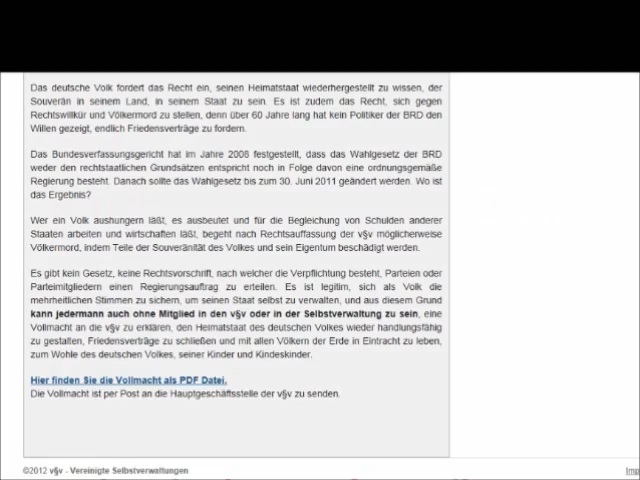 Das deutsche Volk fordert das Recht ein, seinen Heimatstaat wiederhergestellt zu wissen, der
Souverän in seinem Land, in seinem Staat zu sein. Es ist zudem das Recht, sich gegen
Rechtswillkür und Völkermord zu stellen, denn über 60 Jahre lang hat kein Politiker der BRD den
Willen gezeigt, endlich Friedensverträge zu fordern.
Das Bundesverfassungsgericht hat im Jahre 2008 festgestellt, dass das Wahlgesetz der BRD
weder den rechtstaatlichen Grundsätzen entspricht noch in Folge davon eine ordnungsgemäße
Regierung besteht. Danach sollte das Wahlgesetz bis zum 30. Juni 2011 geändert werden. Wo ist
das Ergebnis?
Wer ein Volk aushungern läßt, es ausbeutet und für die Begleichung von Schulden anderer
Staaten arbeiten und wirtschaften läßt, begeht nach Rechtsauffassung der v§v möglicherweise
Völkermord, indem Teile der Souveränität des Volkes und sein Eigentum beschädigt werden.
Es gibt kein Gesetz, keine Rechtsvorschrift, nach welcher die Verpflichtung besteht, Parteien oder
Parteimitgliedern einen Regierungsauftrag zu erteilen. Es ist legitim, sich als Volk die
mehrheitlichen Stimmen zu sichern, um seinen Staat selbst zu verwalten, und aus diesem Grund
kann jedermann auch ohne Mitglied in den v§v oder in der Selbstverwaltung zu sein, eine
Vollmacht an die v§v zu erklären, den Heimatstaat des deutschen Volkes wieder handlungsfähig
zu gestalten, Friedensverträge zu schließen und mit allen Völkern der Erde in Eintracht zu leben,
zum Wohle des deutschen Volkes, seiner Kinder und Kindeskinder.
Hier finden Sie die Vollmacht als PDF Datei.
Die Vollmacht ist per Post an die Hauptgeschäftsstelle der v§v zu senden.
©2012 v§v - Vereinigte Selbstverwaltungen
Imp